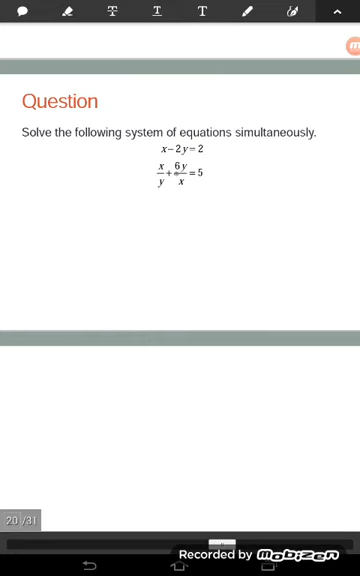 T T T
m
Question
Solve the following system of equations simultaneously.
x−2y=2
x/y+6y/x=5
20 /31
Recorded by mobizen